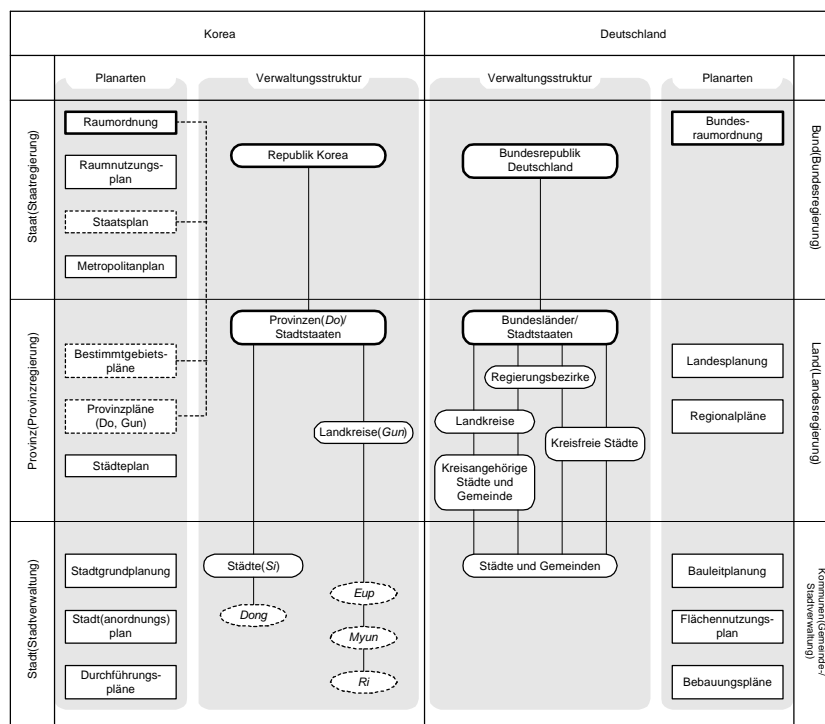 Korea
Deutschland
Planarten
Verwaltungsstruktur
Verwaltungsstruktur
Planarten
Staat(Staatregierung)
Raumordnung
Raumnutzungs-
plan
Staatsplan
Metropolitanplan
Republik Korea
Bundesrepublik
Deutschland
Bundes-
raumordnung
Bund(Bundesregierung)
Provinz(Provinzregierung)
Bestimmtgebiets-
pläne
Provinzpläne
(Do, Gun)
Städteplan
Provinzen(Do)/
Stadtstaaten
Landkreise(Gun)
Bundesländer/
Stadtstaaten
Regierungsbezirke
Landkreise
Kreisfreie Städte
Kreisangehörige
Städte und
Gemeinde
Landesplanung
Regionalpläne
Land(Landesregierung)
Stadt(Stadtverwaltung)
Stadtgrundplanung
Stadt(anordnungs)
plan
Durchführungs-
pläne
Städte(Si)
Dong
Eup
Myun
Ri
Städte und Gemeinden
Bauleitplanung
Flächennutzungs-
plan
Bebauungspläne
Kommunen(Gemeinde-/
Stadtverwaltung)